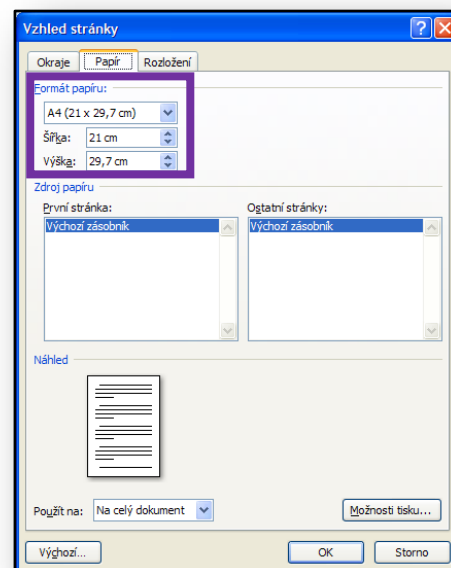 Vzhled stránky
Okraje Papír Rozložení
Formát papíru:
A4 (21 x 29,7 cm)
Šířka: 21 cm
Výška: 29,7 cm
Zdroj papíru
První stránka: Ostatní stránky:
Výchozí zásobník Výchozí zásobník
Náhled
Použít na: Na celý dokument Možnosti tisku...
Výchozí... OK Storno